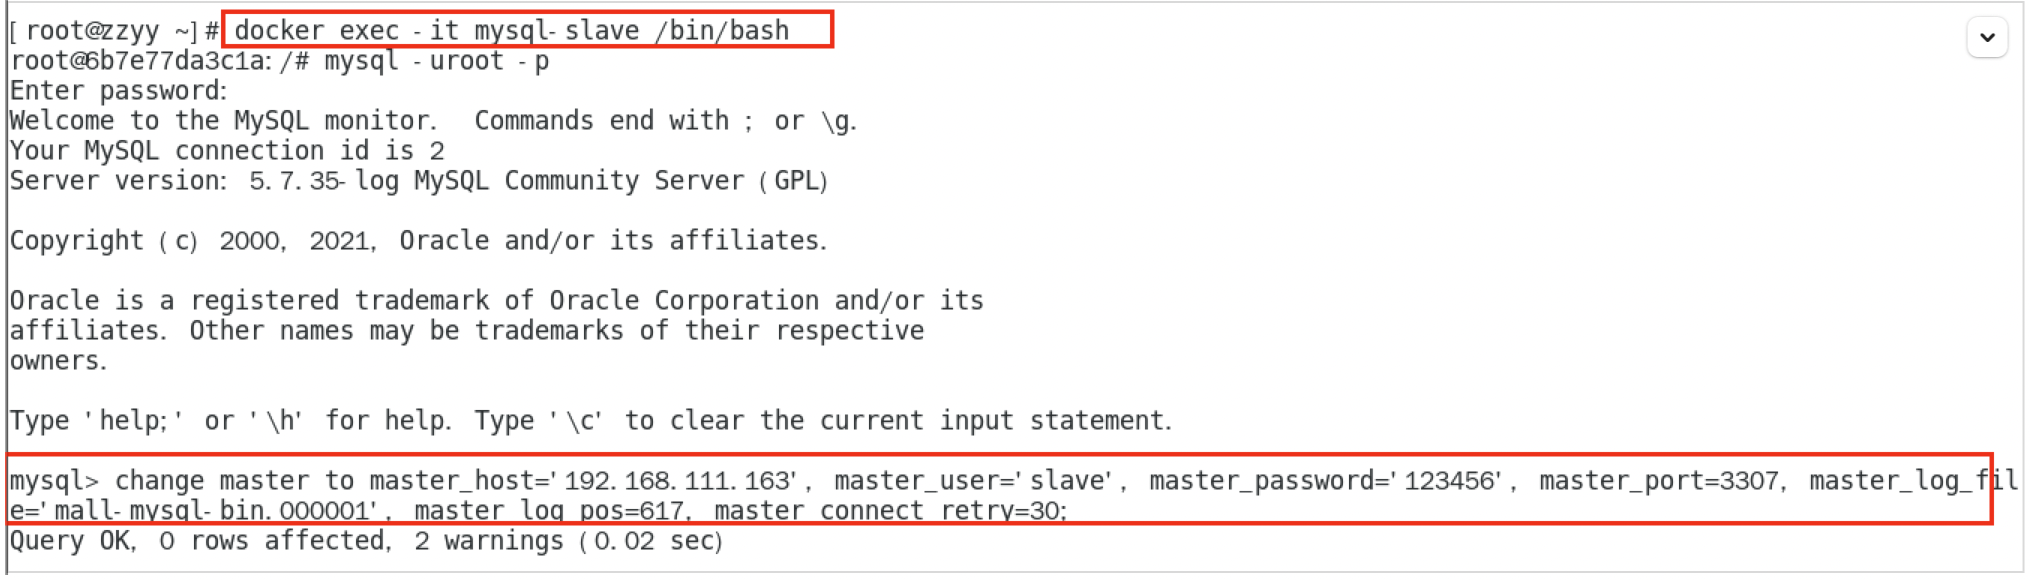 [root@zzyy ~]# docker exec -it mysql-slave /bin/bash
root@6b7e77da3c1a:/# mysql -uroot -p
Enter password:
Welcome to the MySQL monitor.  Commands end with ; or \g.
Your MySQL connection id is 2
Server version: 5.7.35-log MySQL Community Server (GPL)
Copyright (c) 2000, 2021, Oracle and/or its affiliates.
Oracle is a registered trademark of Oracle Corporation and/or its
affiliates. Other names may be trademarks of their respective
owners.
Type 'help;' or '\h' for help. Type '\c' to clear the current input statement.
mysql> change master to master_host='192.168.111.163', master_user='slave', master_password='123456', master_port=3307, master_log_fil
e='mall-mysql-bin.000001', master_log_pos=617, master_connect_retry=30;
Query OK, 0 rows affected, 2 warnings (0.02 sec)